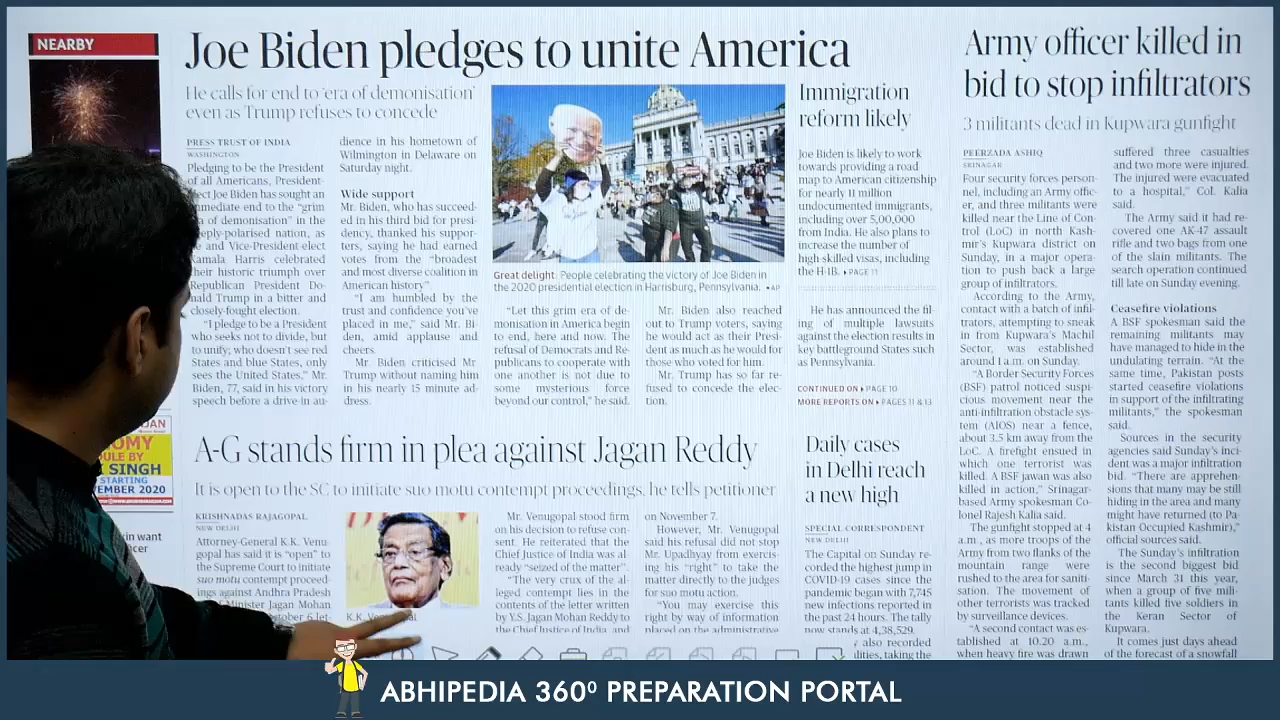 NEARBY
Joe Biden pledges to unite America
He calls for end to 'era of demonisation'
even as Trump refuses to concede
PRESS TRUST OF INDIA
WASHINGTON
Pledging to be the President
of all Americans, President-
ect Joe Biden has sought an
mediate end to the "grim
a of demonisation" in the
eply-polarised nation, as
and Vice-President-elect
amala Harris celebrated
their historic triumph over
Republican President Do-
nald Trump in a bitter and
closely-fought election.
"I pledge to be a President
who seeks not to divide, but
to unify; who doesn't see red
States and blue States, only
sees the United States," Mr.
Biden, 77, said in his victory
speech before a drive-in au-
dience in his hometown of
Wilmington in Delaware on
Saturday night.
Wide support
Mr. Biden, who has succeed-
ed in his third bid for presi-
dency, thanked his suppor-
ters, saying he had earned
votes from the "broadest
and most diverse coalition in
American history".
"I am humbled by the
trust and confidence you've
placed in me," said Mr. Bi-
den, amid applause and
cheers.
Mr. Biden criticised Mr.
Trump without naming him
in his nearly 15 minute ad-
dress.
Great delight: People celebrating the victory of Joe Biden in
the 2020 presidential election in Harrisburg, Pennsylvania. •AP
"Let this grim era of de-
monisation in America begin
to end, here and now. The
refusal of Democrats and Re-
publicans to cooperate with
one another is not due to
some mysterious force
beyond our control," he said.
Mr. Biden also reached
out to Trump voters, saying
he would act as their Presi-
dent as much as he would for
those who voted for him.
Mr. Trump has so far re-
fused to concede the elec-
tion.
Immigration
reform likely
Joe Biden is likely to work
towards providing a road
map to American citizenship
for nearly 11 million
undocumented immigrants,
including over 5,00,000
from India. He also plans to
increase the number of
high-skilled visas, including
the H-1B. ▸ PAGE 11
He has announced the fil-
ing of multiple lawsuits
against the election results in
key battleground States such
as Pennsylvania.
CONTINUED ON ▸ PAGE 10
MORE REPORTS ON ▸ PAGES 11 & 13
Army officer killed in
bid to stop infiltrators
3 militants dead in Kupwara gunfight
PEERZADA ASHIQ
SRINAGAR
Four security forces person-
nel, including an Army offic-
er, and three militants were
killed near the Line of Con-
trol (LoC) in north Kash-
mir's Kupwara district on
Sunday, in a major opera-
tion to push back a large
group of infiltrators.
According to the Army,
contact with a batch of infil-
trators, attempting to sneak
in from Kupwara's Machil
Sector, was established
around 1 a.m. on Sunday.
"A Border Security Forces
(BSF) patrol noticed suspi-
cious movement near the
anti-infiltration obstacle sys-
tem (AIOS) near a fence,
about 3.5 km away from the
LoC. A firefight ensued in
which one terrorist was
killed. A BSF jawan was also
killed in action," Srinagar-
based Army spokesman Co-
lonel Rajesh Kalia said.
The gunfight stopped at 4
a.m., as more troops of the
Army from two flanks of the
mountain range were
rushed to the area for saniti-
sation. The movement of
other terrorists was tracked
by surveillance devices.
"A second contact was es-
tablished at 10.20 a.m.,
when heavy fire was drawn
suffered three casualties
and two more were injured.
The injured were evacuated
to a hospital," Col. Kalia
said.
The Army said it had re-
covered one AK-47 assault
rifle and two bags from one
of the slain militants. The
search operation continued
till late on Sunday evening.
Ceasefire violations
A BSF spokesman said the
remaining militants may
have managed to hide in the
undulating terrain. "At the
same time, Pakistan posts
started ceasefire violations
in support of the infiltrating
militants," the spokesman
said.
Sources in the security
agencies said Sunday's inci-
dent was a major infiltration
bid. "There are apprehen-
sions that many may be still
hiding in the area and many
might have returned (to Pa-
kistan Occupied Kashmir),"
official sources said.
The Sunday's infiltration
is the second biggest bid
since March 31 this year,
when a group of five mili-
tants killed five soldiers in
the Keran Sector of
Kupwara.
It comes just days ahead
of the forecast of a snowfall
A-G stands firm in plea against Jagan Reddy
It is open to the SC to initiate suo motu contempt proceedings, he tells petitioner
KRISHNADAS RAJAGOPAL
NEW DELHI
Attorney-General K.K. Venu-
gopal has said it is "open" to
the Supreme Court to initiate
suo motu contempt proceed-
ings against Andhra Pradesh
Minister Jagan Mohan
ctober 6 let-
K.K. Ven
Mr. Venugopal stood firm
on his decision to refuse con-
sent. He reiterated that the
Chief Justice of India was al-
ready "seized of the matter".
"The very crux of the al-
leged contempt lies in the
contents of the letter written
by Y.S. Jagan Mohan Reddy to
the Chief Justice of India, and
on November 7.
However, Mr. Venugopal
said his refusal did not stop
Mr. Upadhyay from exercis-
ing his "right" to take the
matter directly to the judges
for suo motu action.
"You may exercise this
right by way of information
placed on the administrative
Daily cases
in Delhi reach
a new high
SPECIAL CORRESPONDENT
NEW DELHI
The Capital on Sunday re-
corded the highest jump in
COVID-19 cases since the
pandemic began with 7,745
new infections reported in
the past 24 hours. The tally
now stands at 4,38,529.
also recorded
lities, taking the
DAN
OMY
DULE BY
SINGH
STARTING
EMBER 2020
in want
cer
ABHIPEDIA 360⁰ PREPARATION PORTAL